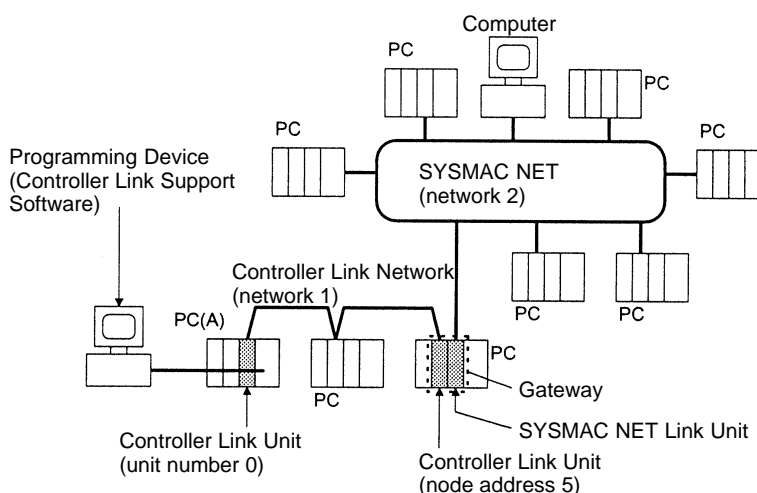 Computer
PC
PC
PC
PC
Programming Device
(Controller Link Support
Software)
SYSMAC NET
(network 2)
Controller Link Network
(network 1)
PC
PC
PC(A)
PC
PC
Gateway
SYSMAC NET Link Unit
Controller Link Unit
(unit number 0)
Controller Link Unit
(node address 5)